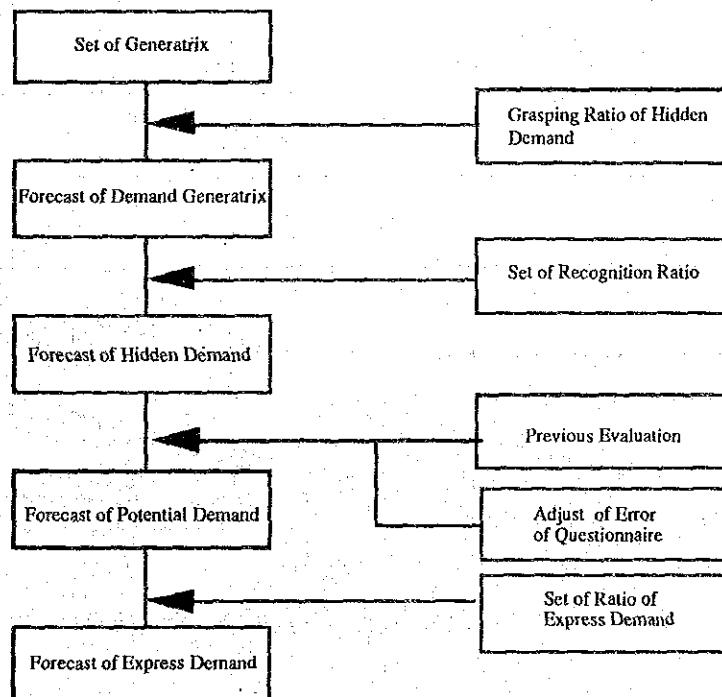 Set of Generatrix
Grasping Ratio of Hidden
Demand
Forecast of Demand Generatrix
Set of Recognition Ratio
Forecast of Hidden Demand
Previous Evaluation
Forecast of Potential Demand
Adjust of Error
of Questionnaire
Set of Ratio of
Express Demand
Forecast of Express Demand